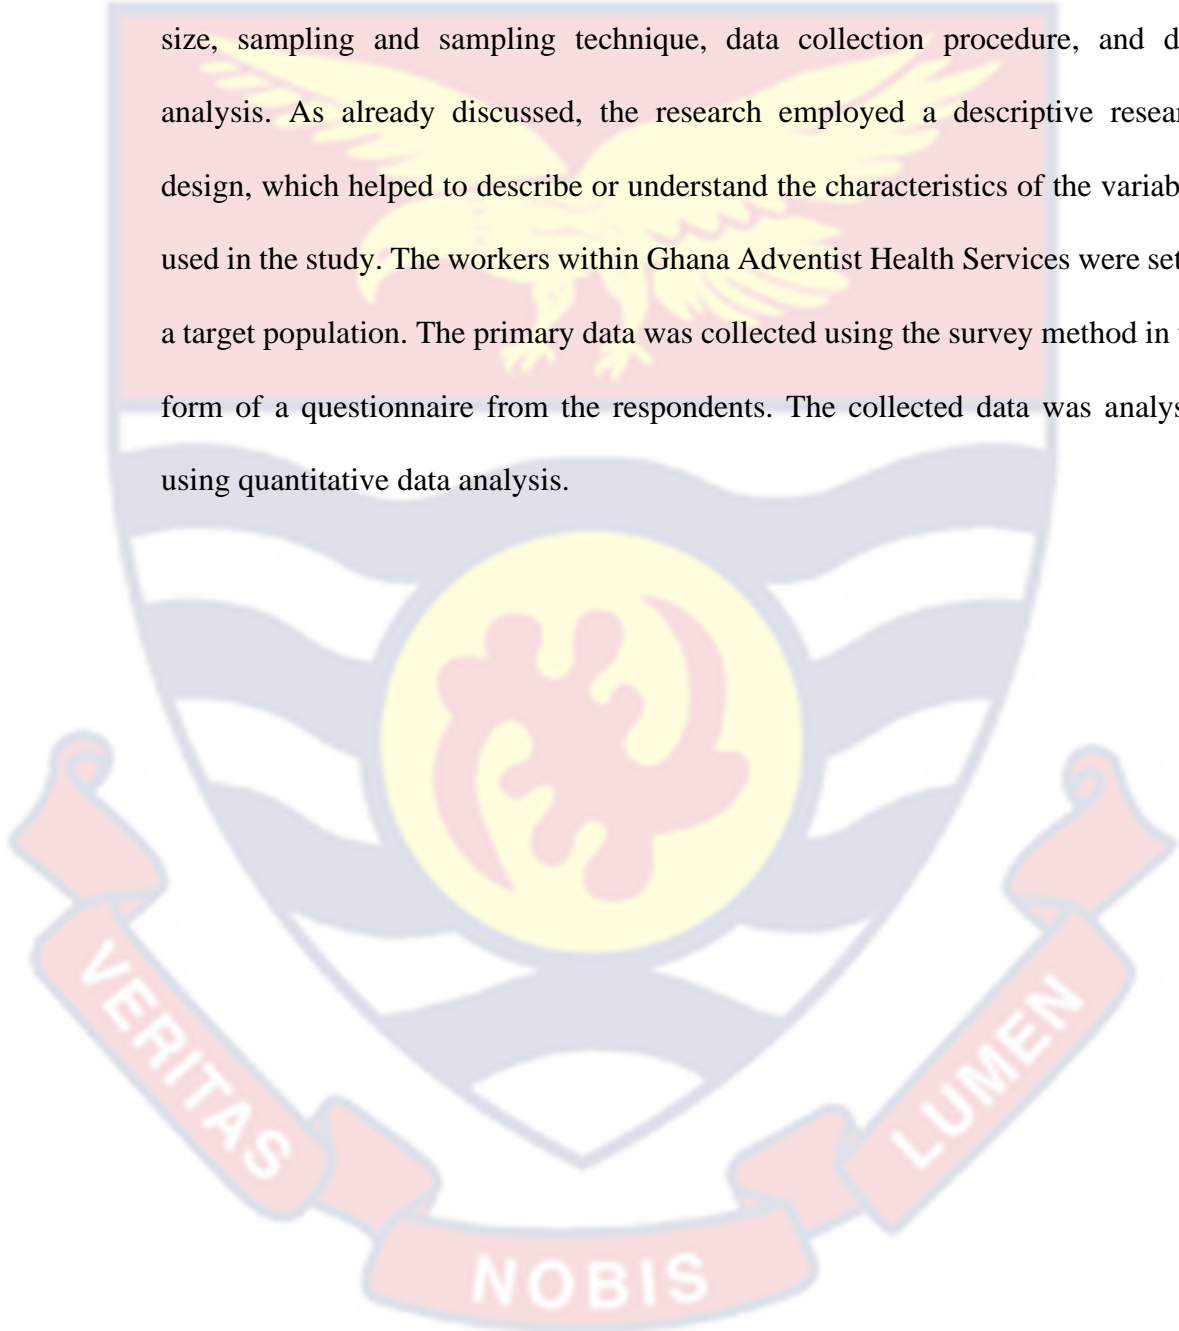 size, sampling and sampling technique, data collection procedure, and d
analysis. As already discussed, the research employed a descriptive resear
design, which helped to describe or understand the characteristics of the variab
used in the study. The workers within Ghana Adventist Health Services were set
a target population. The primary data was collected using the survey method in
form of a questionnaire from the respondents. The collected data was analys
using quantitative data analysis.
VERITAS
NOBIS
LUMEN